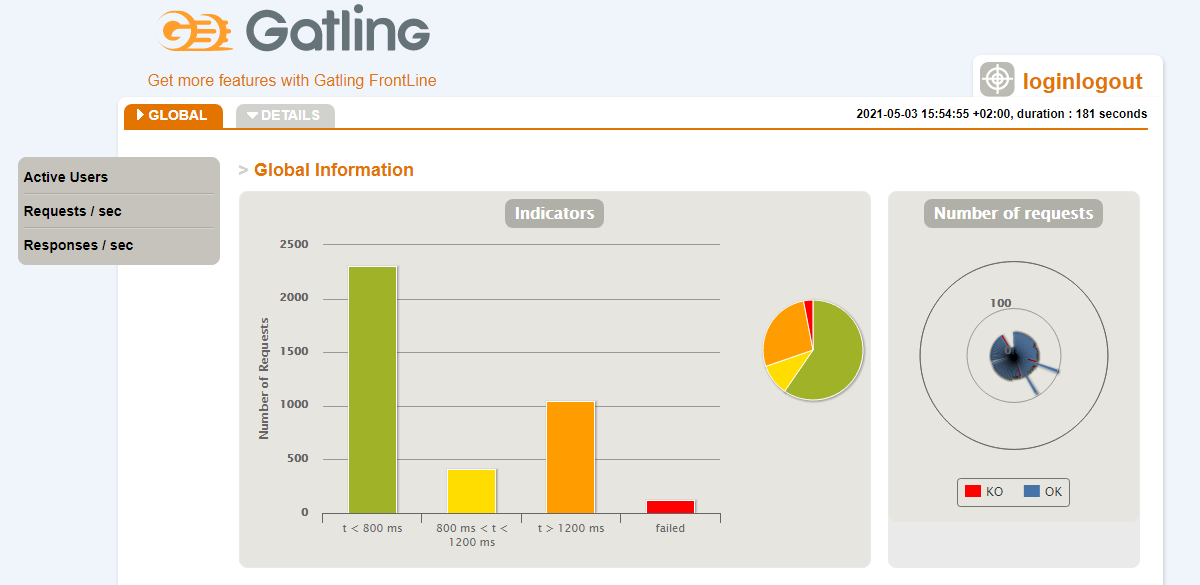 Gatling
Get more features with Gatling FrontLine
loginlogout
GLOBAL
DETAILS
2021-05-03 15:54:55 +02:00, duration : 181 seconds
Active Users
Requests / sec
Responses / sec
> Global Information
Indicators
Number of Requests
2500
2000
1500
1000
500
0
t < 800 ms
800 ms < t <
1200 ms
t > 1200 ms
failed
Number of requests
100
0
KO
OK